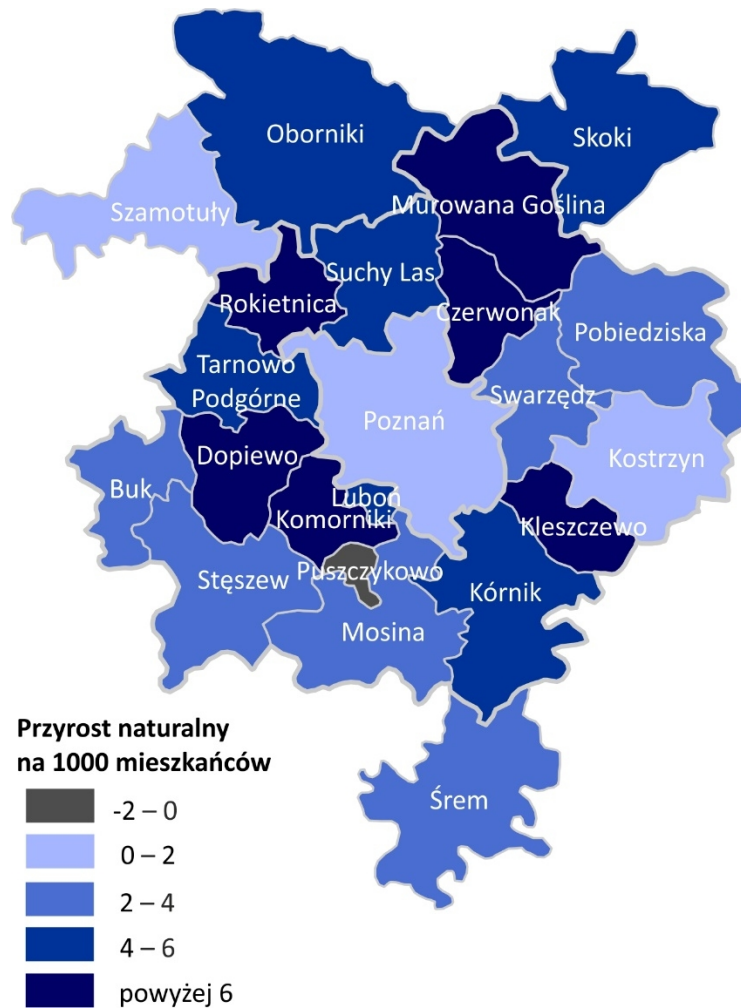 Oborniki
Skoki
Szamotuły
Murowana Goślina
Suchy Las
Rokietnica
Czerwonak
Pobiedziska
Tarnowo
Podgórne
Swarzędz
Poznań
Dopiewo
Kostrzyn
Buk
Luboń
Komorniki
Kleszczewo
Puszczykowo
Stęszew
Kórnik
Mosina
Śrem
Przyrost naturalny
na 1000 mieszkańców
-2 – 0
0 – 2
2 – 4
4 – 6
powyżej 6